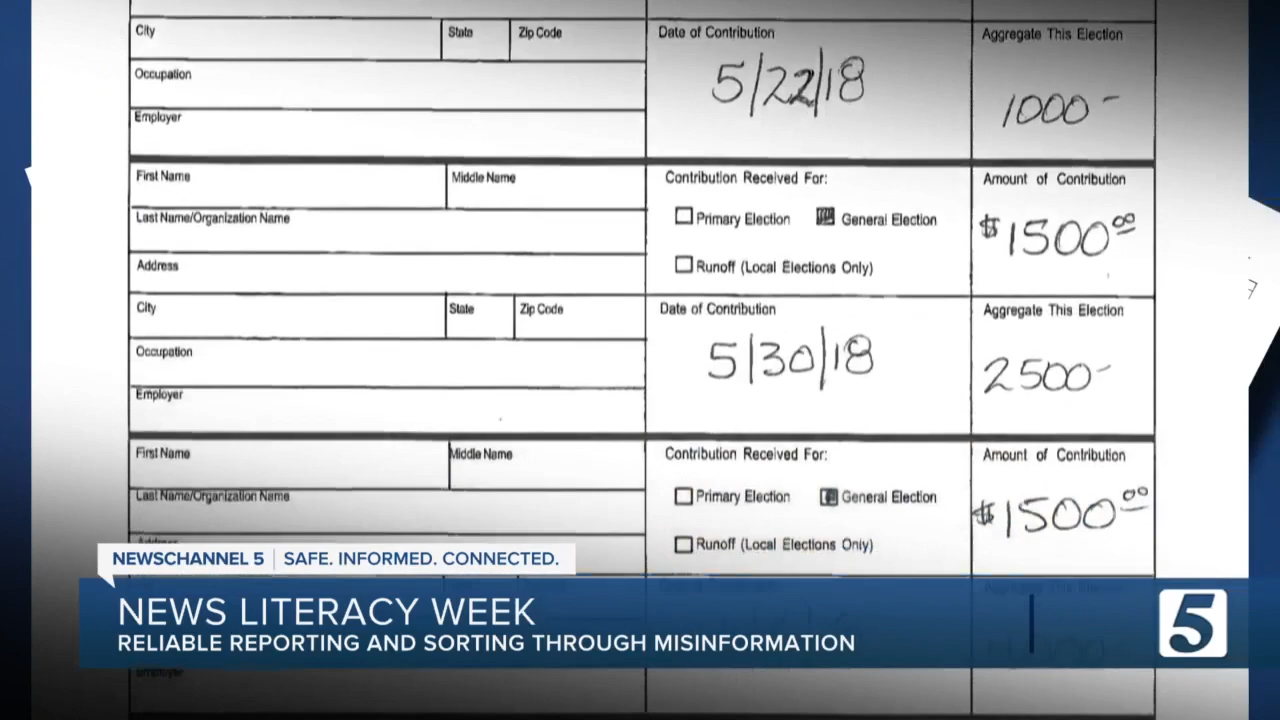 City State Zip Code Date of Contribution Aggregate This Election
5/22/18 1000-
Occupation
Employer
First Name Middle Name Contribution Received For: Amount of Contribution
Last Name/Organization Name Primary Election General Election $1500 00
Address Runoff (Local Elections Only)
City State Zip Code Date of Contribution Aggregate This Election
Occupation 5/30/18 2500-
Employer
First Name Middle Name Contribution Received For: Amount of Contribution
Last Name/Organization Name Primary Election General Election $1500 00
Address Runoff (Local Elections Only)
NEWSCHANNEL 5 SAFE. INFORMED. CONNECTED.
NEWS LITERACY WEEK
RELIABLE REPORTING AND SORTING THROUGH MISINFORMATION
5
Employer